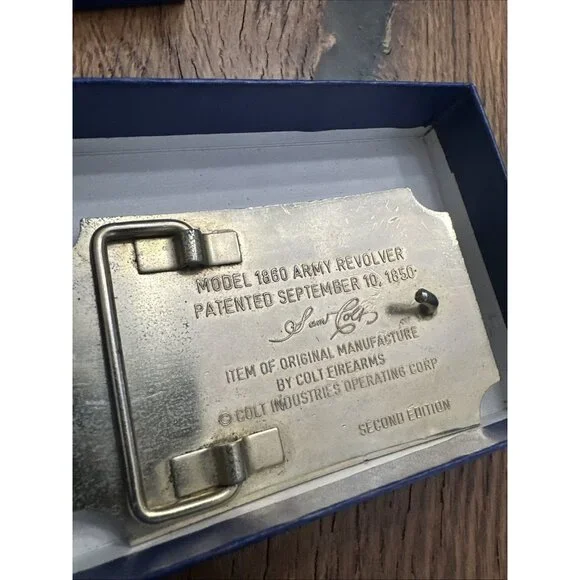 MODEL 1860 ARMY REVOLVER
PATENTED SEPTEMBER 10, 1850.
Sam Colt
ITEM OF ORIGINAL MANUFACTURE
BY COLT FIREARMS
© COLT INDUSTRIES OPERATING CORP
SECOND EDITION